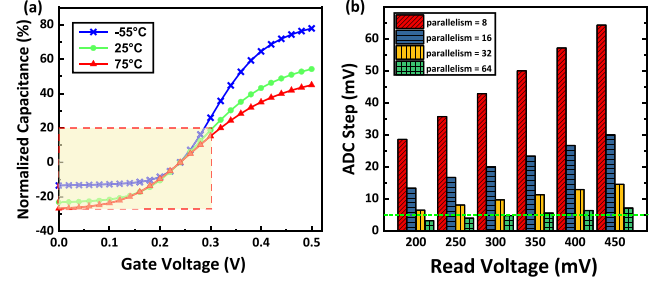 (a)
Normalized Capacitance (%)
80
60
40
20
0
-20
-40
-55°C
25°C
75°C
0.0 0.1 0.2 0.3 0.4 0.5
Gate Voltage (V)
(b)
ADC Step (mV)
60
50
40
30
20
10
0
parallelism = 8
parallelism = 16
parallelism = 32
parallelism = 64
200 250 300 350 400 450
Read Voltage (mV)